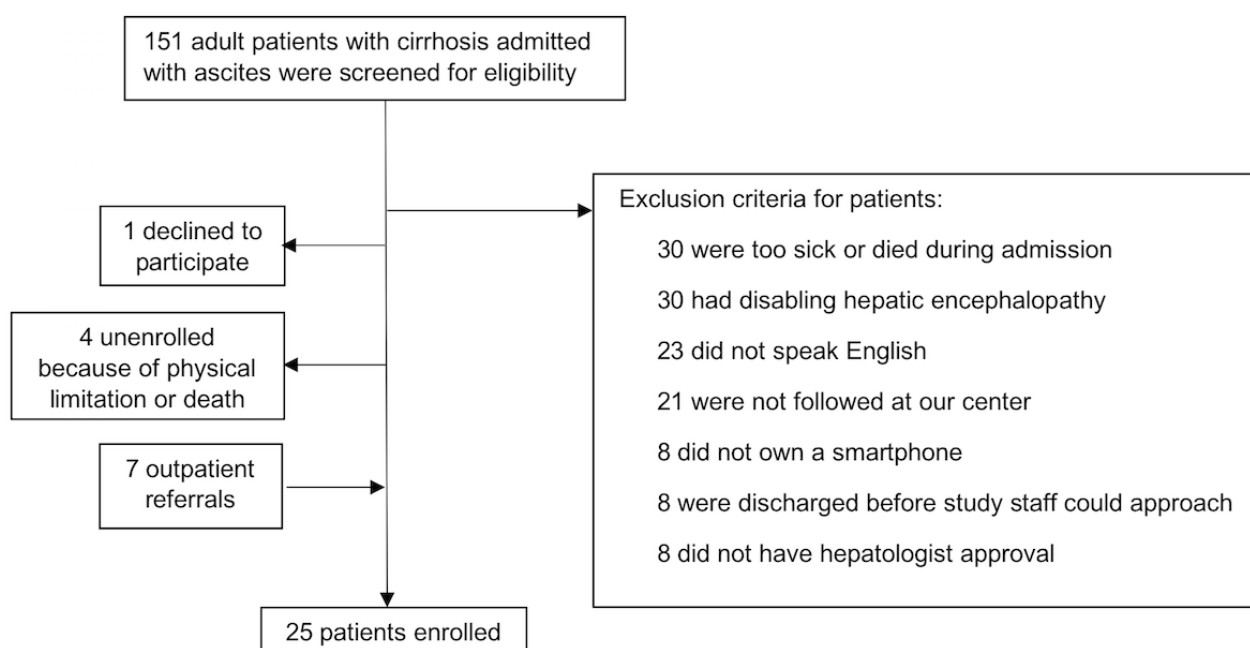 151 adult patients with cirrhosis admitted
with ascites were screened for eligibility
Exclusion criteria for patients:
30 were too sick or died during admission
30 had disabling hepatic encephalopathy
23 did not speak English
21 were not followed at our center
8 did not own a smartphone
8 were discharged before study staff could approach
8 did not have hepatologist approval
1 declined to
participate
4 unenrolled
because of physical
limitation or death
7 outpatient
referrals
25 patients enrolled